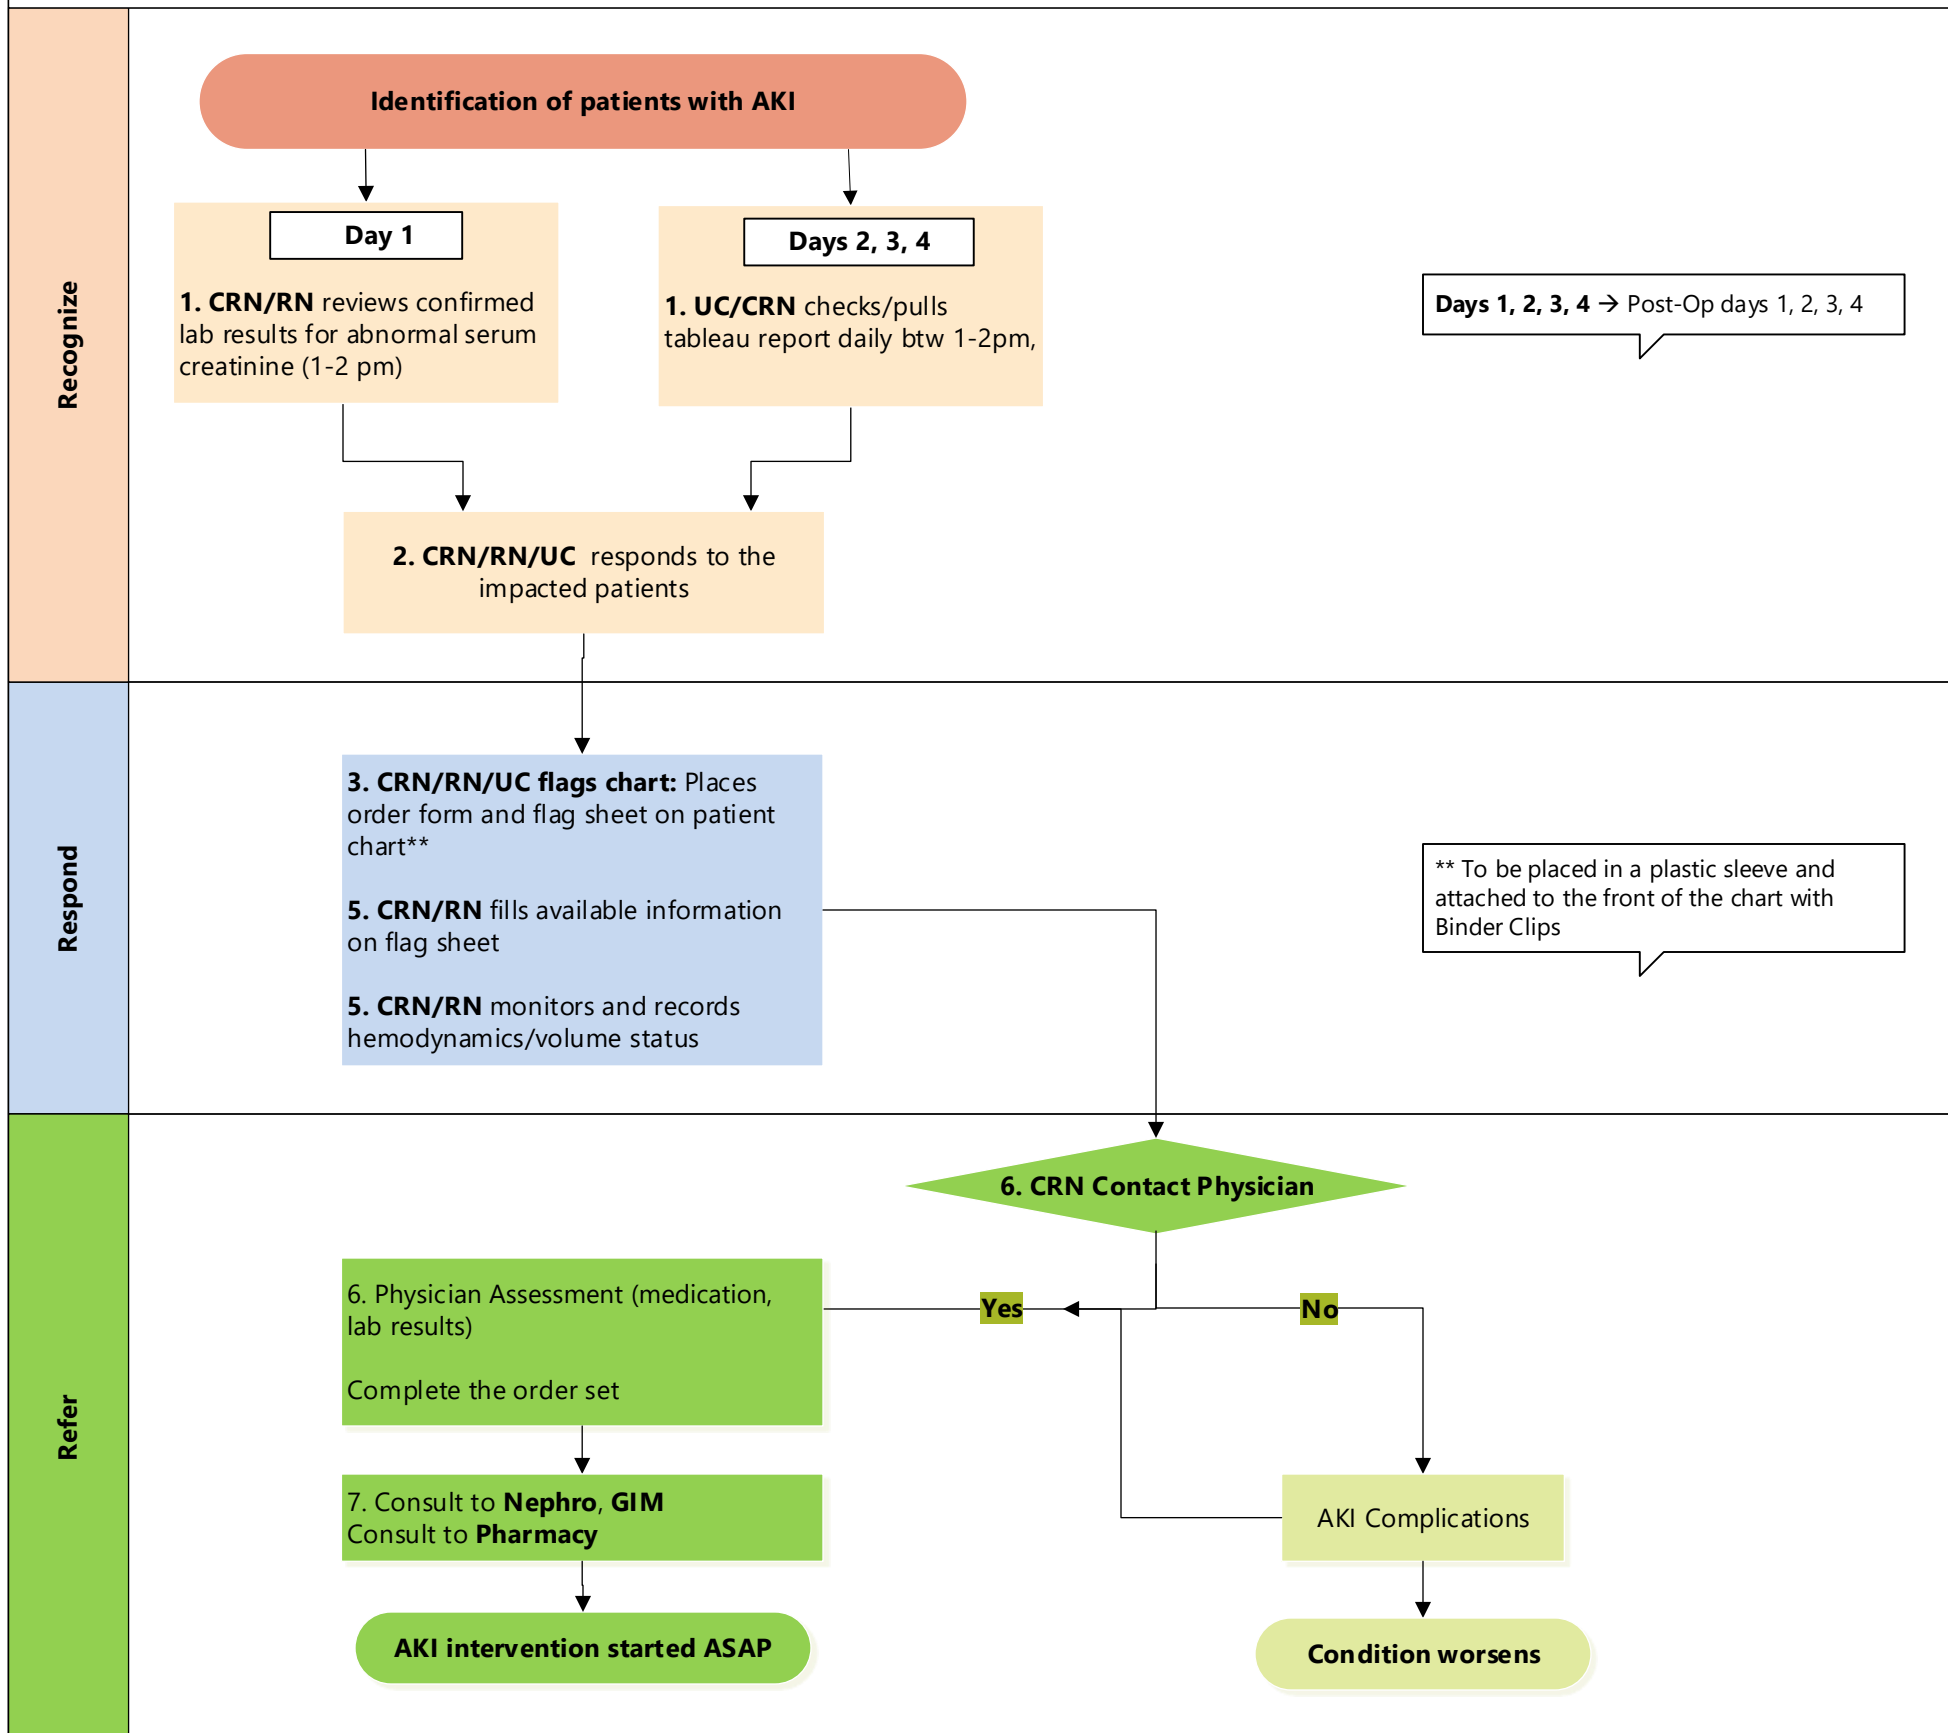 Recognize
Identification of patients with AKI
Day 1
1. CRN/RN reviews confirmed
lab results for abnormal serum
creatinine (1-2 pm)
Days 2, 3, 4
1. UC/CRN checks/pulls
tableau report daily btw 1-2pm,
Days 1, 2, 3, 4 → Post-Op days 1, 2, 3, 4
2. CRN/RN/UC responds to the
impacted patients
Respond
3. CRN/RN/UC flags chart: Places
order form and flag sheet on patient
chart**
5. CRN/RN fills available information
on flag sheet
5. CRN/RN monitors and records
hemodynamics/volume status
** To be placed in a plastic sleeve and
attached to the front of the chart with
Binder Clips
Refer
6. CRN Contact Physician
Yes
No
6. Physician Assessment (medication,
lab results)
Complete the order set
7. Consult to Nephro, GIM
Consult to Pharmacy
AKI Complications
AKI intervention started ASAP
Condition worsens